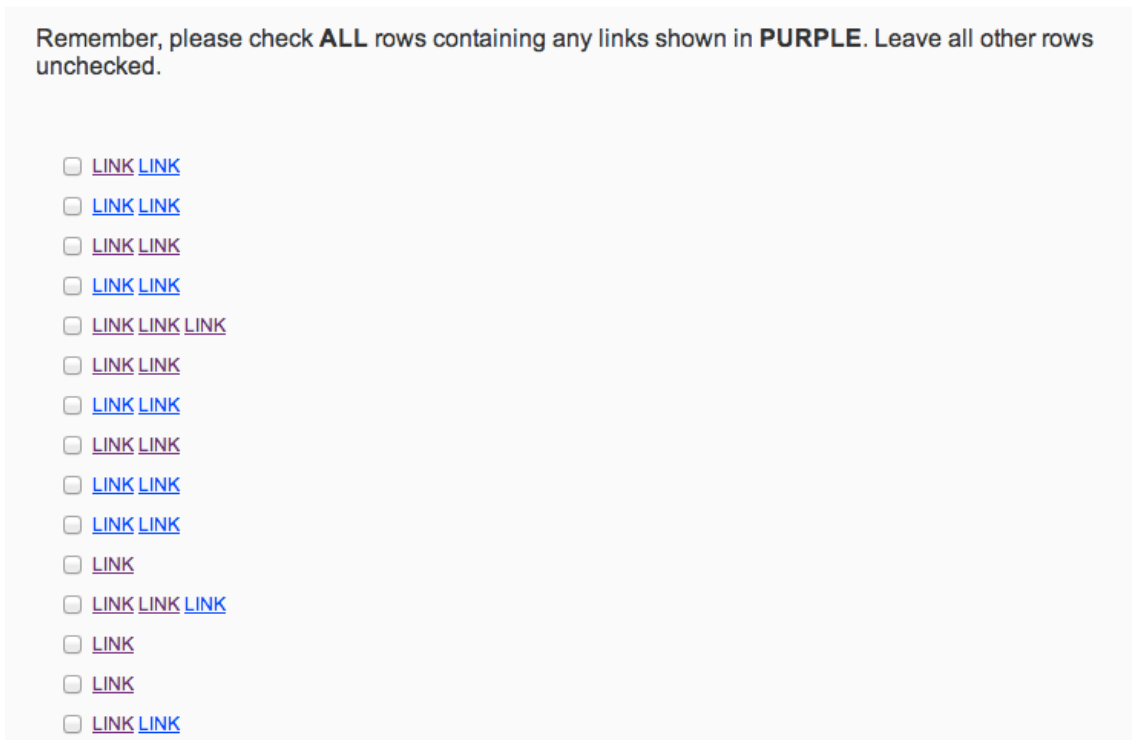 Remember, please check ALL rows containing any links shown in PURPLE. Leave all other rows
unchecked.
LINK LINK
LINK LINK
LINK LINK
LINK LINK
LINK LINK LINK
LINK LINK
LINK LINK
LINK LINK
LINK LINK
LINK LINK
LINK
LINK LINK LINK
LINK
LINK
LINK LINK